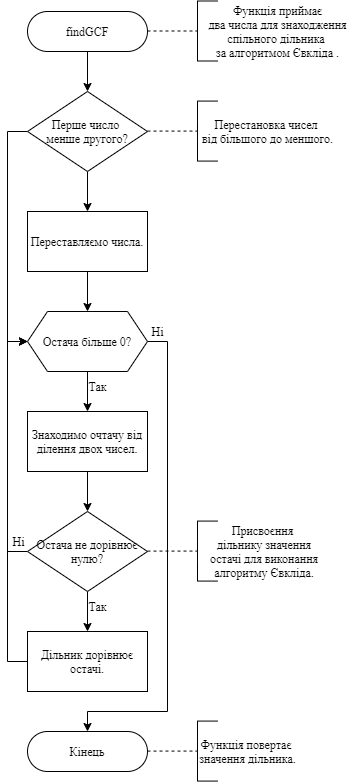 findGCF
Функція приймає
два числа для знаходження
спільного дільника
за алгоритмом Євкліда .
Перше число
менше другого?
Перестановка чисел
від більшого до меншого.
Переставляємо числа.
Остача більше 0?
Ні
Так
Знаходимо очтачу від
ділення двох чисел.
Остача не дорівнює
нулю?
Ні
Присвоєння
дільнику значення
остачі для виконання
алгоритму Євкліда.
Так
Дільник дорівнює
остачі.
Кінець
Функція повертає
значення дільника.